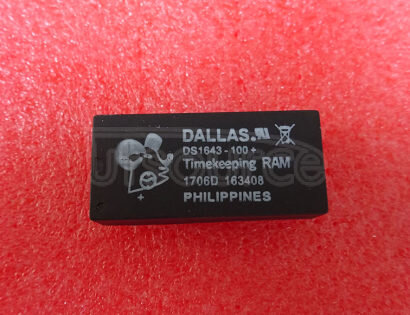 DALLAS.
DS1643-100+
Timekeeping RAM
1706D 163408
PHILIPPINES